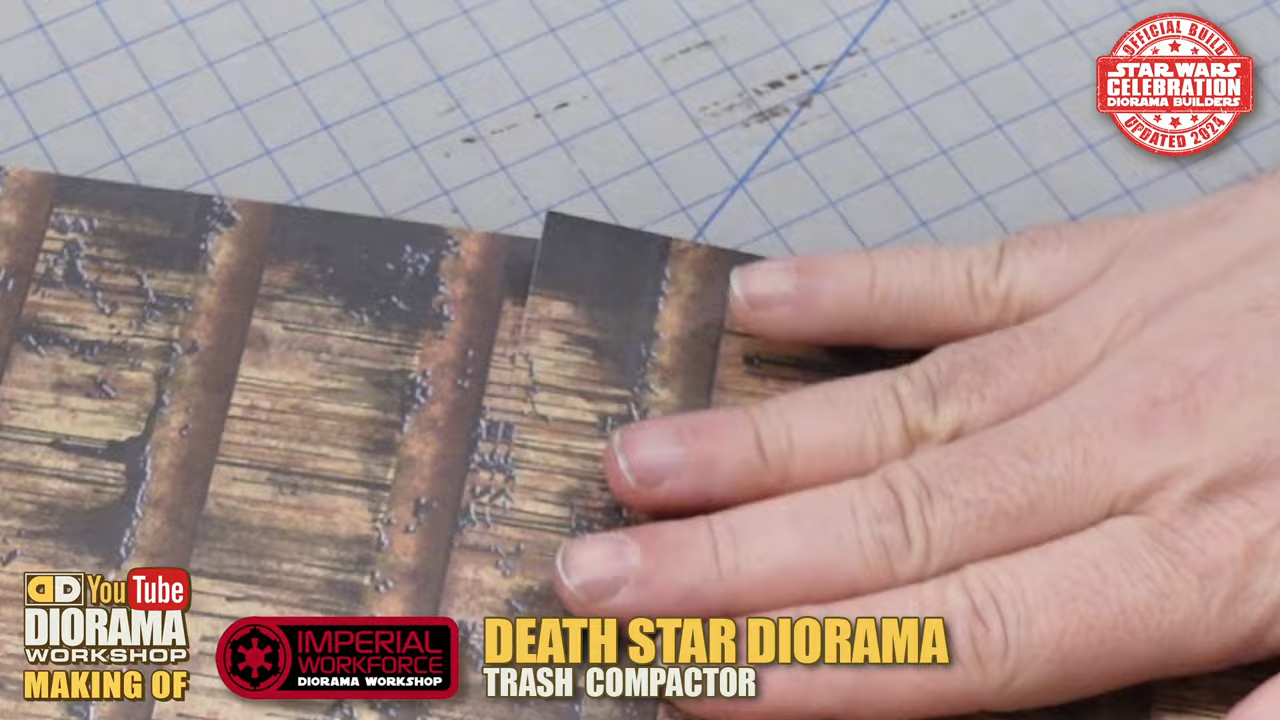 OFFICIAL BUILD
STAR WARS
CELEBRATION
DIORAMA BUILDERS
UPDATED 2024
DD YouTube
DIORAMA
WORKSHOP
MAKING OF
IMPERIAL
WORKFORCE
DIORAMA WORKSHOP
DEATH STAR DIORAMA
TRASH COMPACTOR